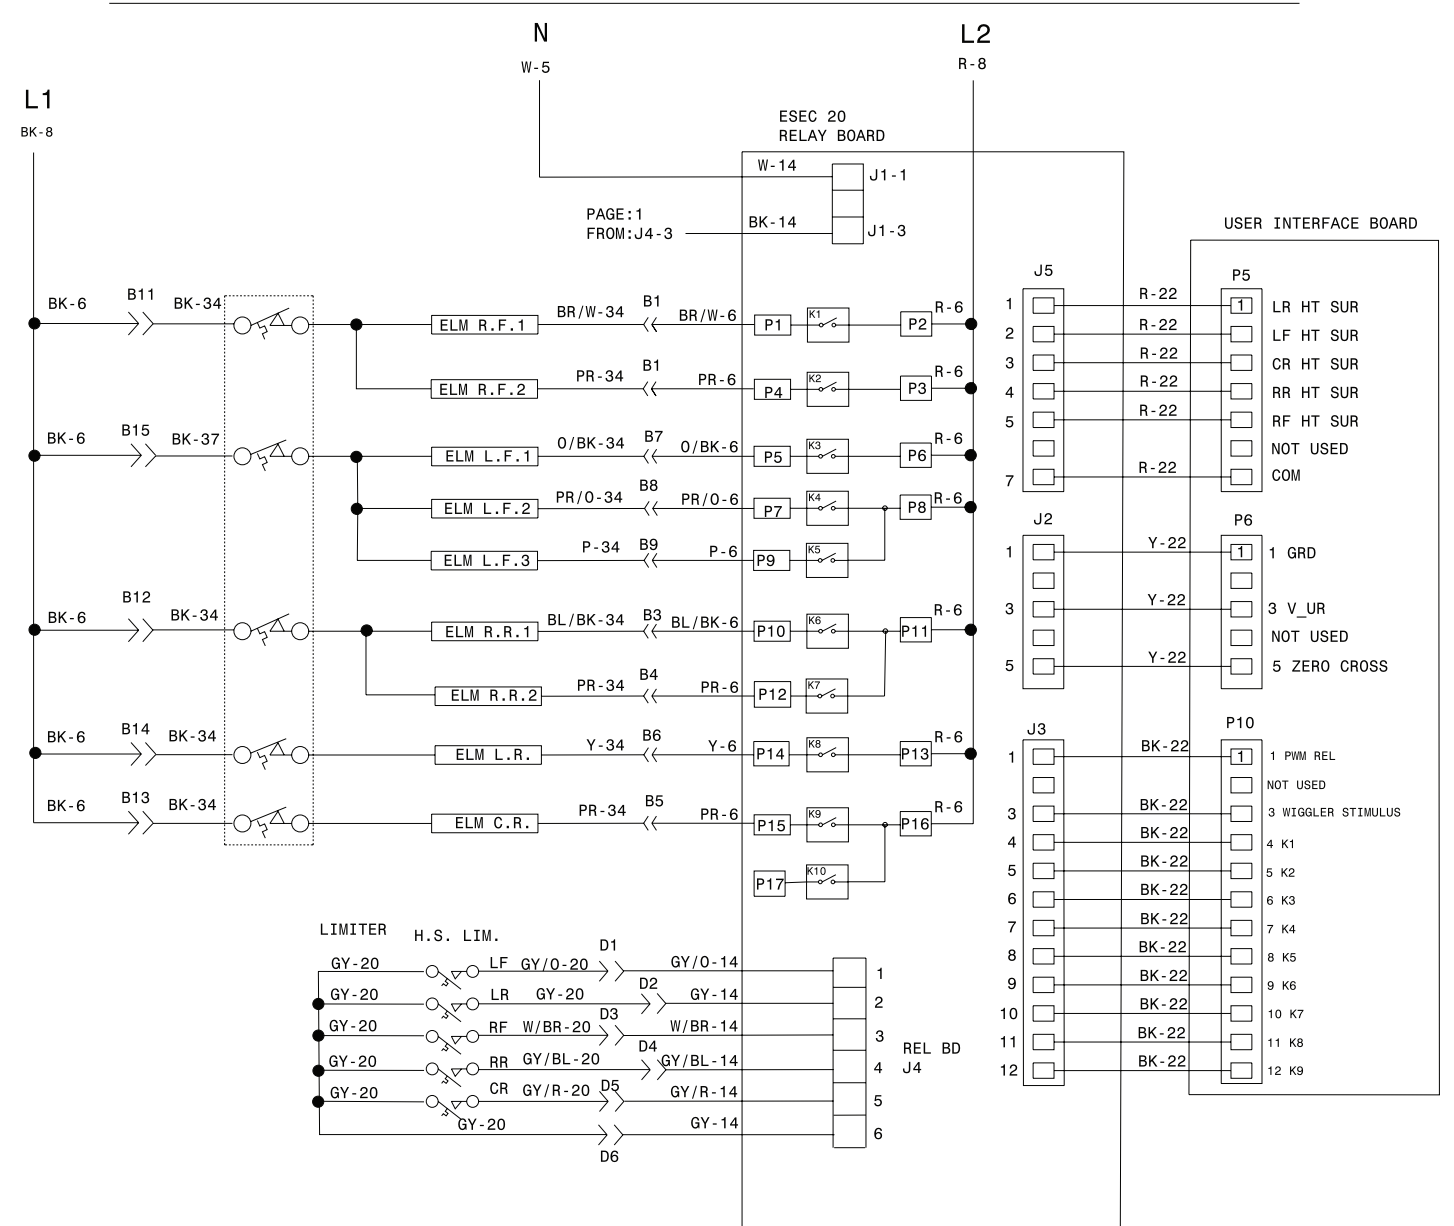 N
W-5
L2
R-8
L1
BK-8
ESEC 20
RELAY BOARD
W-14 J1-1
PAGE:1
FROM:J4-3 BK-14 J1-3
USER INTERFACE BOARD
BK-6 B11 BK-34 ELM R.F.1 BR/W-34 B1 BR/W-6 P1 K1 P2 R-6
ELM R.F.2 PR-34 B1 PR-6 P4 K2 P3 R-6
BK-6 B15 BK-37 ELM L.F.1 O/BK-34 B7 O/BK-6 P5 K3 P6 R-6
ELM L.F.2 PR/O-34 B8 PR/O-6 P7 K4 P8 R-6
ELM L.F.3 P-34 B9 P-6 P9 K5
BK-6 B12 BK-34 ELM R.R.1 BL/BK-34 B3 BL/BK-6 P10 K6 P11 R-6
ELM R.R.2 PR-34 B4 PR-6 P12 K7
BK-6 B14 BK-34 ELM L.R. Y-34 B6 Y-6 P14 K8 P13 R-6
BK-6 B13 BK-34 ELM C.R. PR-34 B5 PR-6 P15 K9 P16 R-6
P17 K10
J5 P5
1 R-22 1 LR HT SUR
2 R-22 LF HT SUR
3 R-22 CR HT SUR
4 R-22 RR HT SUR
5 R-22 RF HT SUR
NOT USED
7 R-22 COM
J2 P6
1 Y-22 1 1 GRD
3 Y-22 3 V_UR
NOT USED
5 Y-22 5 ZERO CROSS
J3 P10
1 BK-22 1 1 PWM REL
NOT USED
3 BK-22 3 WIGGLER STIMULUS
4 BK-22 4 K1
5 BK-22 5 K2
6 BK-22 6 K3
7 BK-22 7 K4
8 BK-22 8 K5
9 BK-22 9 K6
10 BK-22 10 K7
11 BK-22 11 K8
12 BK-22 12 K9
LIMITER H.S. LIM.
GY-20 LF GY/O-20 D1 GY/O-14 1
GY-20 LR GY-20 D2 GY-14 2
GY-20 RF W/BR-20 D3 W/BR-14 3
GY-20 RR GY/BL-20 D4 GY/BL-14 4
GY-20 CR GY/R-20 D5 GY/R-14 5
GY-20 D6 GY-14 6
REL BD
J4